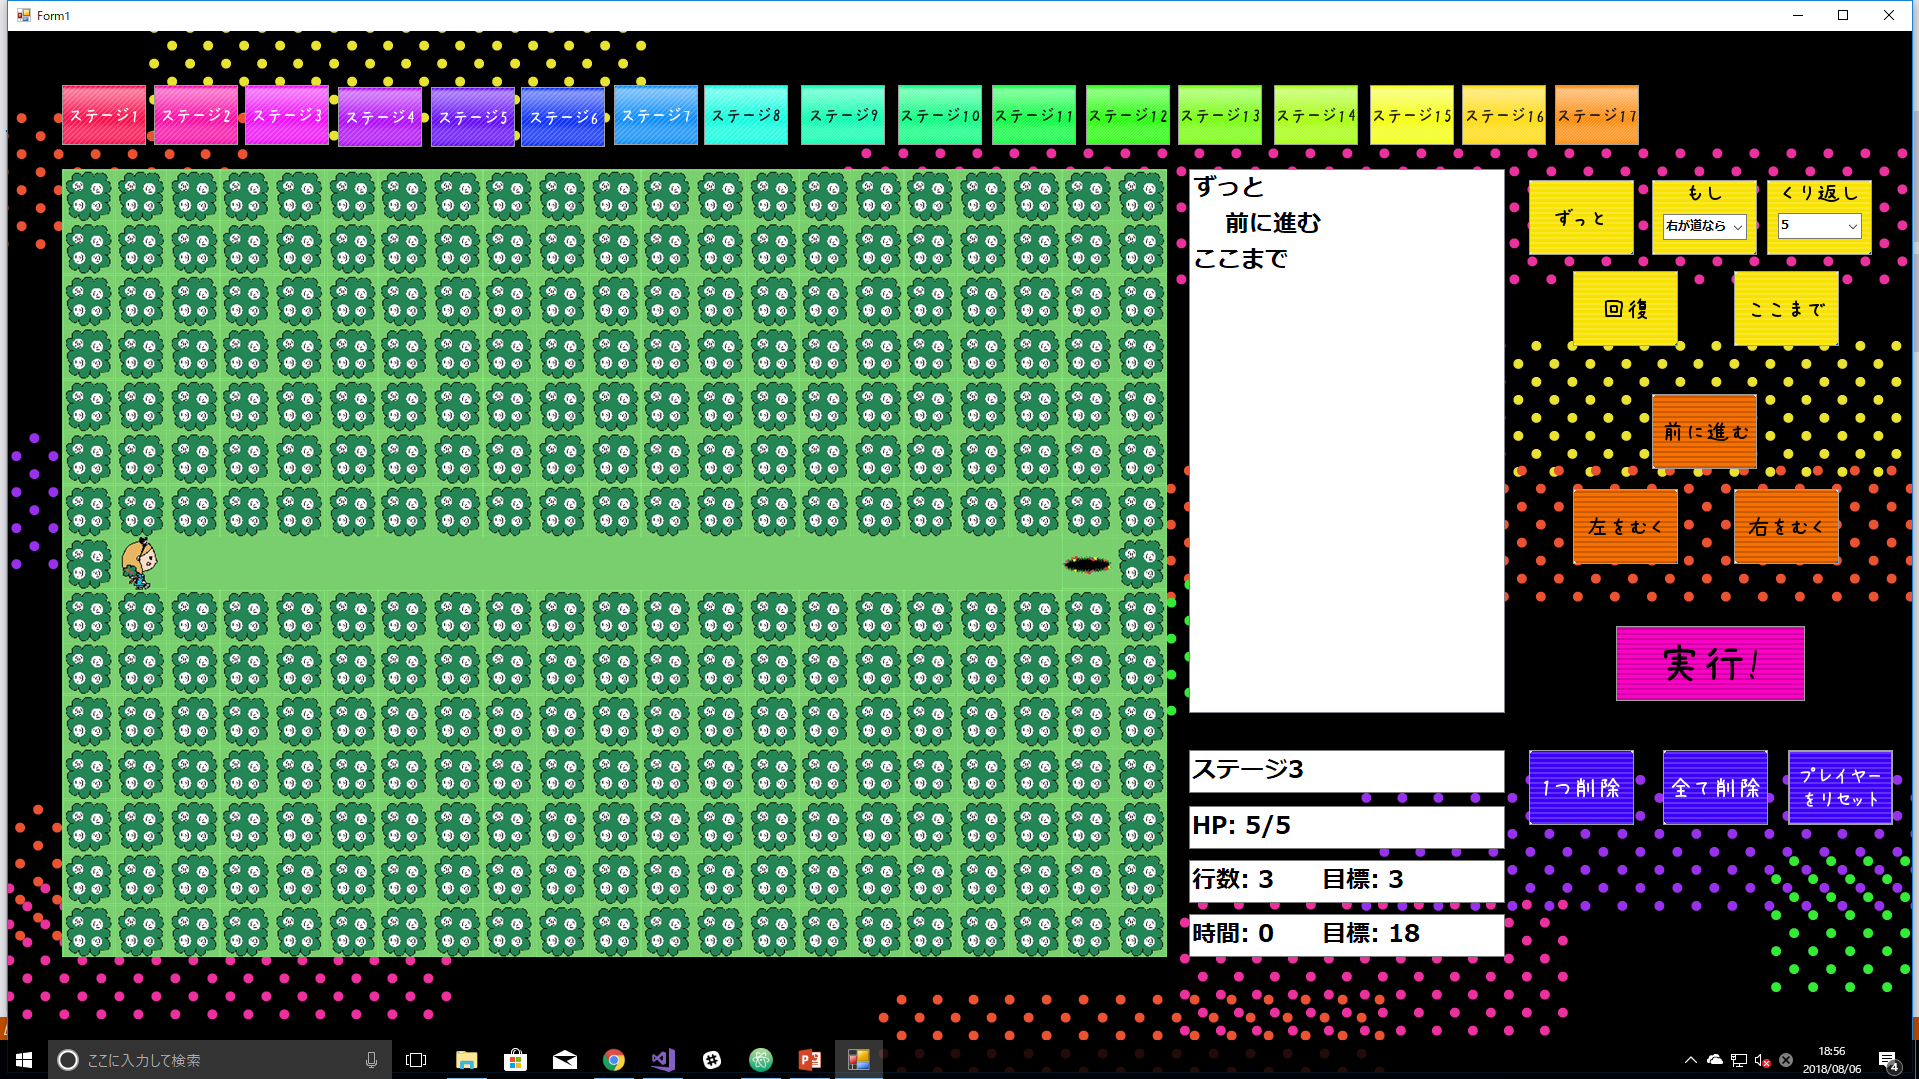 Form1
ステージ1
ステージ2
ステージ3
ステージ4
ステージ5
ステージ6
ステージ7
ステージ8
ステージ9
ステージ10
ステージ11
ステージ12
ステージ13
ステージ14
ステージ15
ステージ16
ステージ17
ずっと
前に進む
ここまで
ずっと
もし
右が道なら
くり返し
5
回復
ここまで
前に進む
左をむく
右をむく
実行!
ステージ3
HP: 5/5
行数: 3 目標: 3
時間: 0 目標: 18
1つ削除
全て削除
プレイヤー
をリセット
ここに入力して検索
18:56
2018/08/06
4